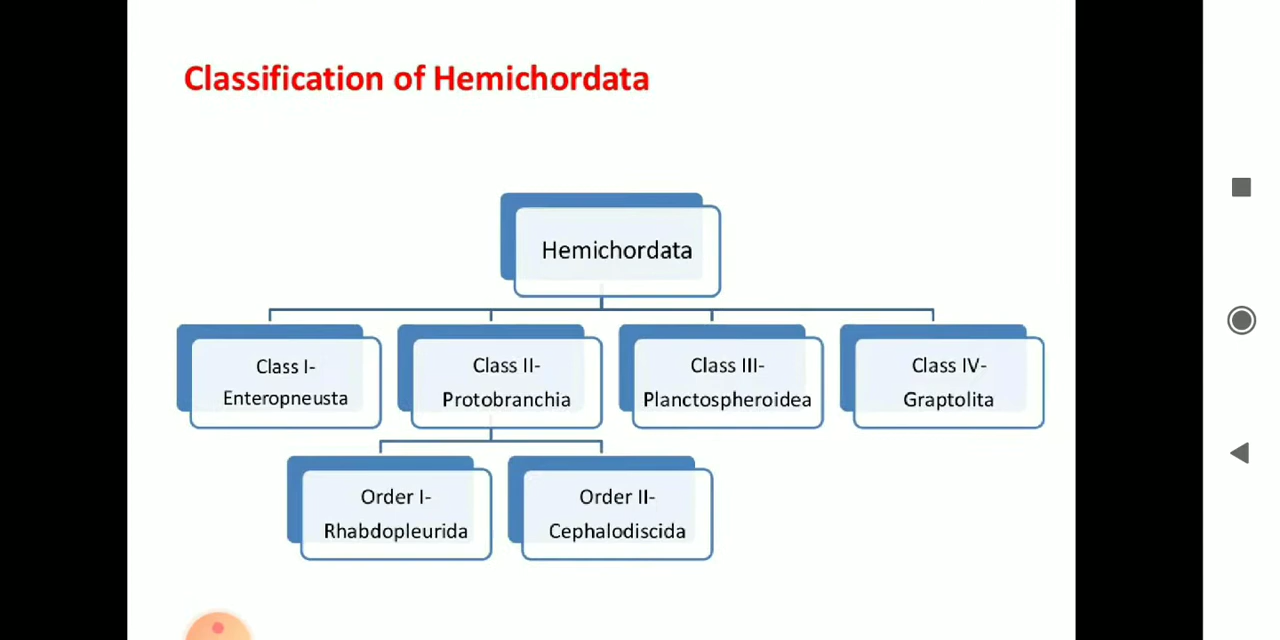 Classification of Hemichordata
Hemichordata
Class I-
Enteropneusta
Class II-
Protobranchia
Class III-
Planctospheroidea
Class IV-
Graptolita
Order I-
Rhabdopleurida
Order II-
Cephalodiscida